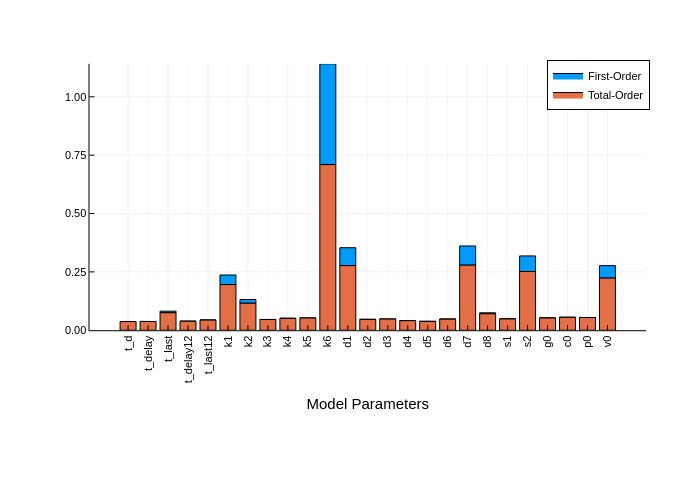 First-Order
Total-Order
1.00
0.75
0.50
0.25
0.00
t_d
t_delay
t_last
t_delay12
t_last12
k1
k2
k3
k4
k5
k6
d1
d2
d3
d4
d5
d6
d7
d8
s1
s2
g0
c0
p0
v0
Model Parameters